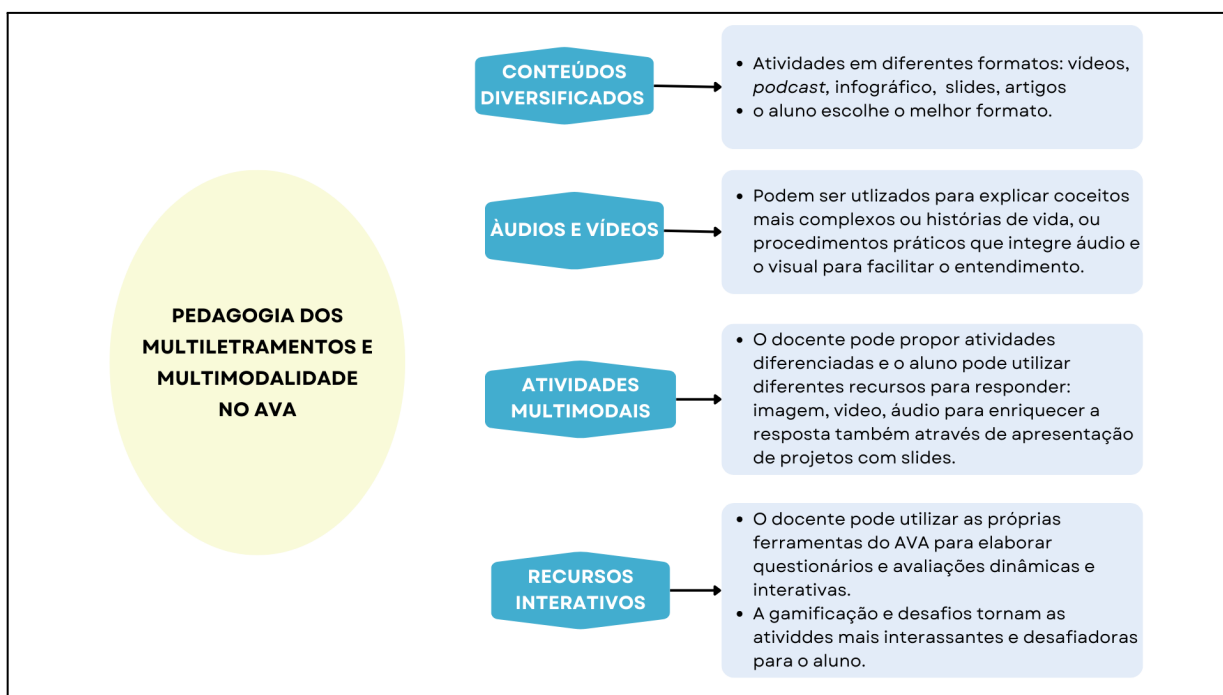 PEDAGOGIA DOS
MULTILETRAMENTOS E
MULTIMODALIDADE
NO AVA
CONTEÚDOS
DIVERSIFICADOS
• Atividades em diferentes formatos: vídeos,
podcast, infográfico, slides, artigos
• o aluno escolhe o melhor formato.
ÀUDIOS E VÍDEOS
• Podem ser utlizados para explicar coceitos
mais complexos ou histórias de vida, ou
procedimentos práticos que integre áudio e
o visual para facilitar o entendimento.
ATIVIDADES
MULTIMODAIS
• O docente pode propor atividades
diferenciadas e o aluno pode utilizar
diferentes recursos para responder:
imagem, video, áudio para enriquecer a
resposta também através de apresentação
de projetos com slides.
RECURSOS
INTERATIVOS
• O docente pode utilizar as próprias
ferramentas do AVA para elaborar
questionários e avaliações dinâmicas e
interativas.
• A gamificação e desafios tornam as
atividdes mais interassantes e desafiadoras
para o aluno.